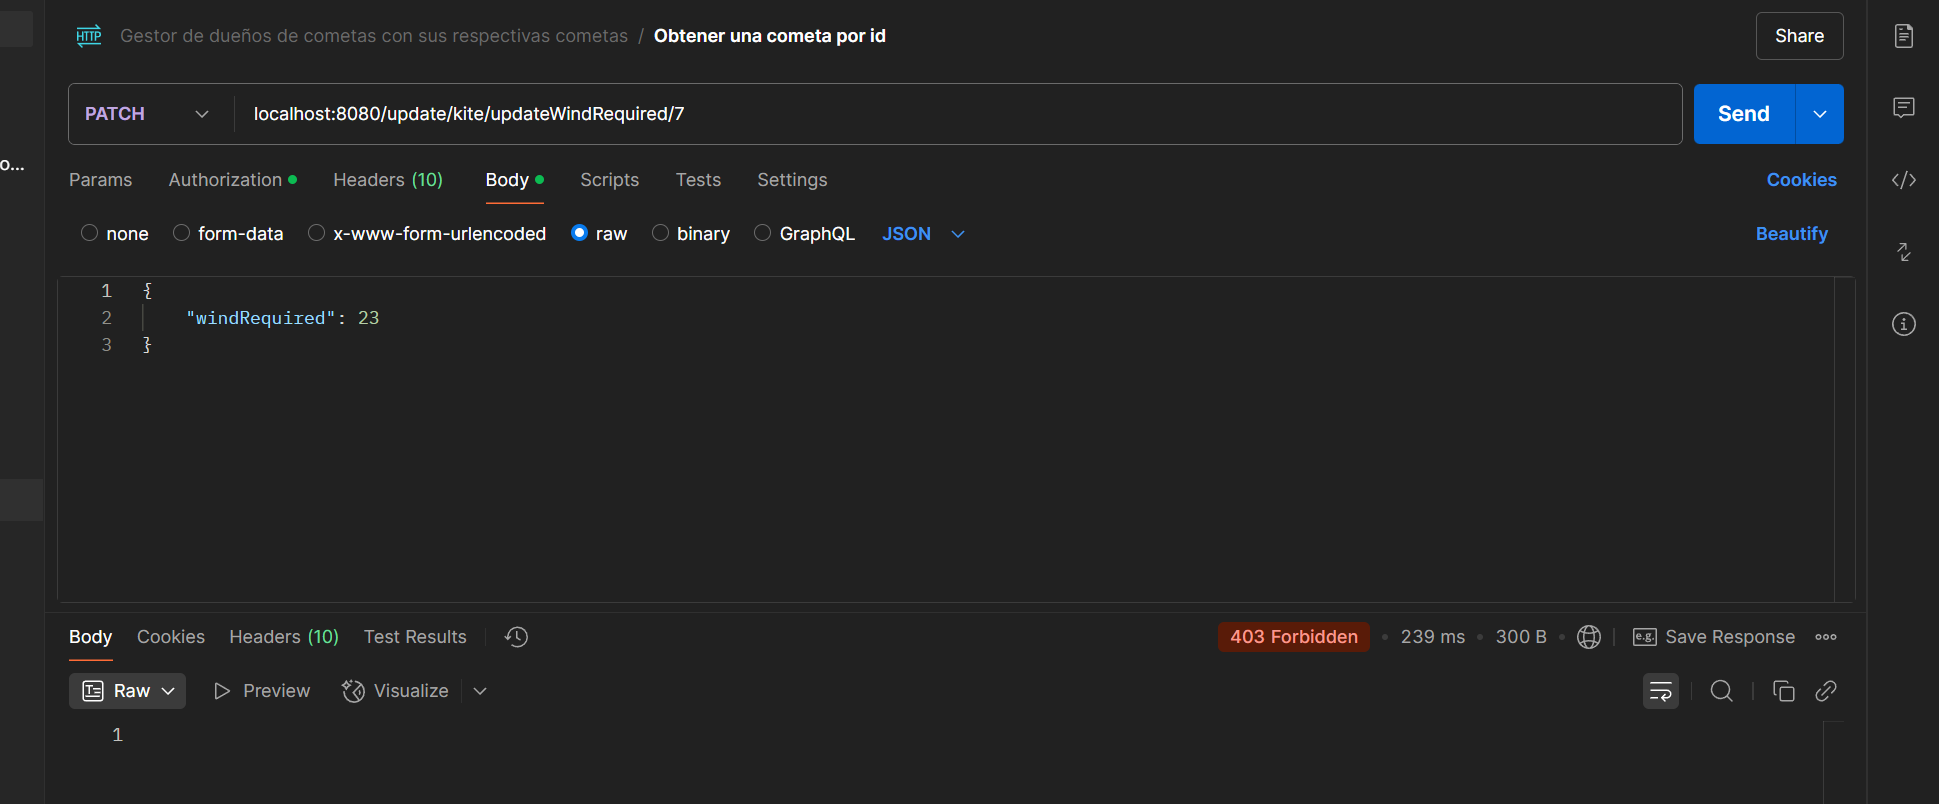 HTTP Gestor de dueños de cometas con sus respectivas cometas / Obtener una cometa por id Share
PATCH localhost:8080/update/kite/updateWindRequired/7 Send
o...
Params Authorization Headers (10) Body Scripts Tests Settings Cookies
none form-data x-www-form-urlencoded raw binary GraphQL JSON Beautify
1 {
2 "windRequired": 23
3 }
Body Cookies Headers (10) Test Results 403 Forbidden • 239 ms • 300 B • e.g. Save Response
Raw Preview Visualize
1